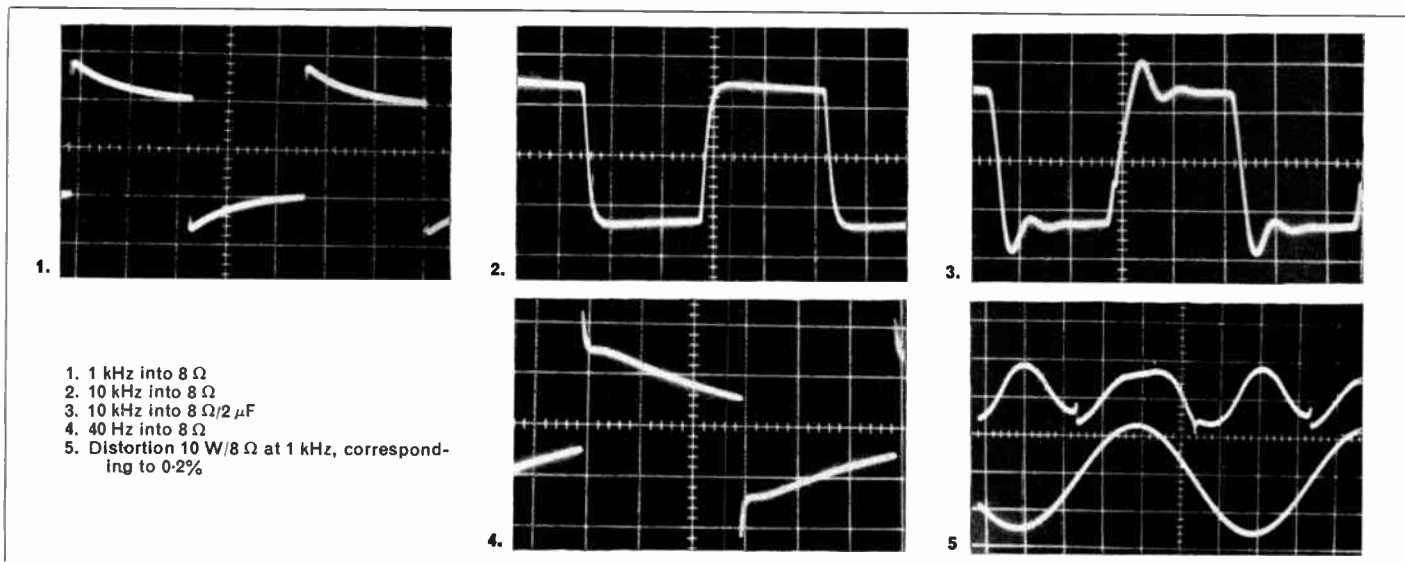 1.
2.
3.
1. 1 kHz into 8 Ω
2. 10 kHz into 8 Ω
3. 10 kHz into 8 Ω/2 μF
4. 40 Hz into 8 Ω
5. Distortion 10 W/8 Ω at 1 kHz, correspond-
ing to 0·2%
4.
5